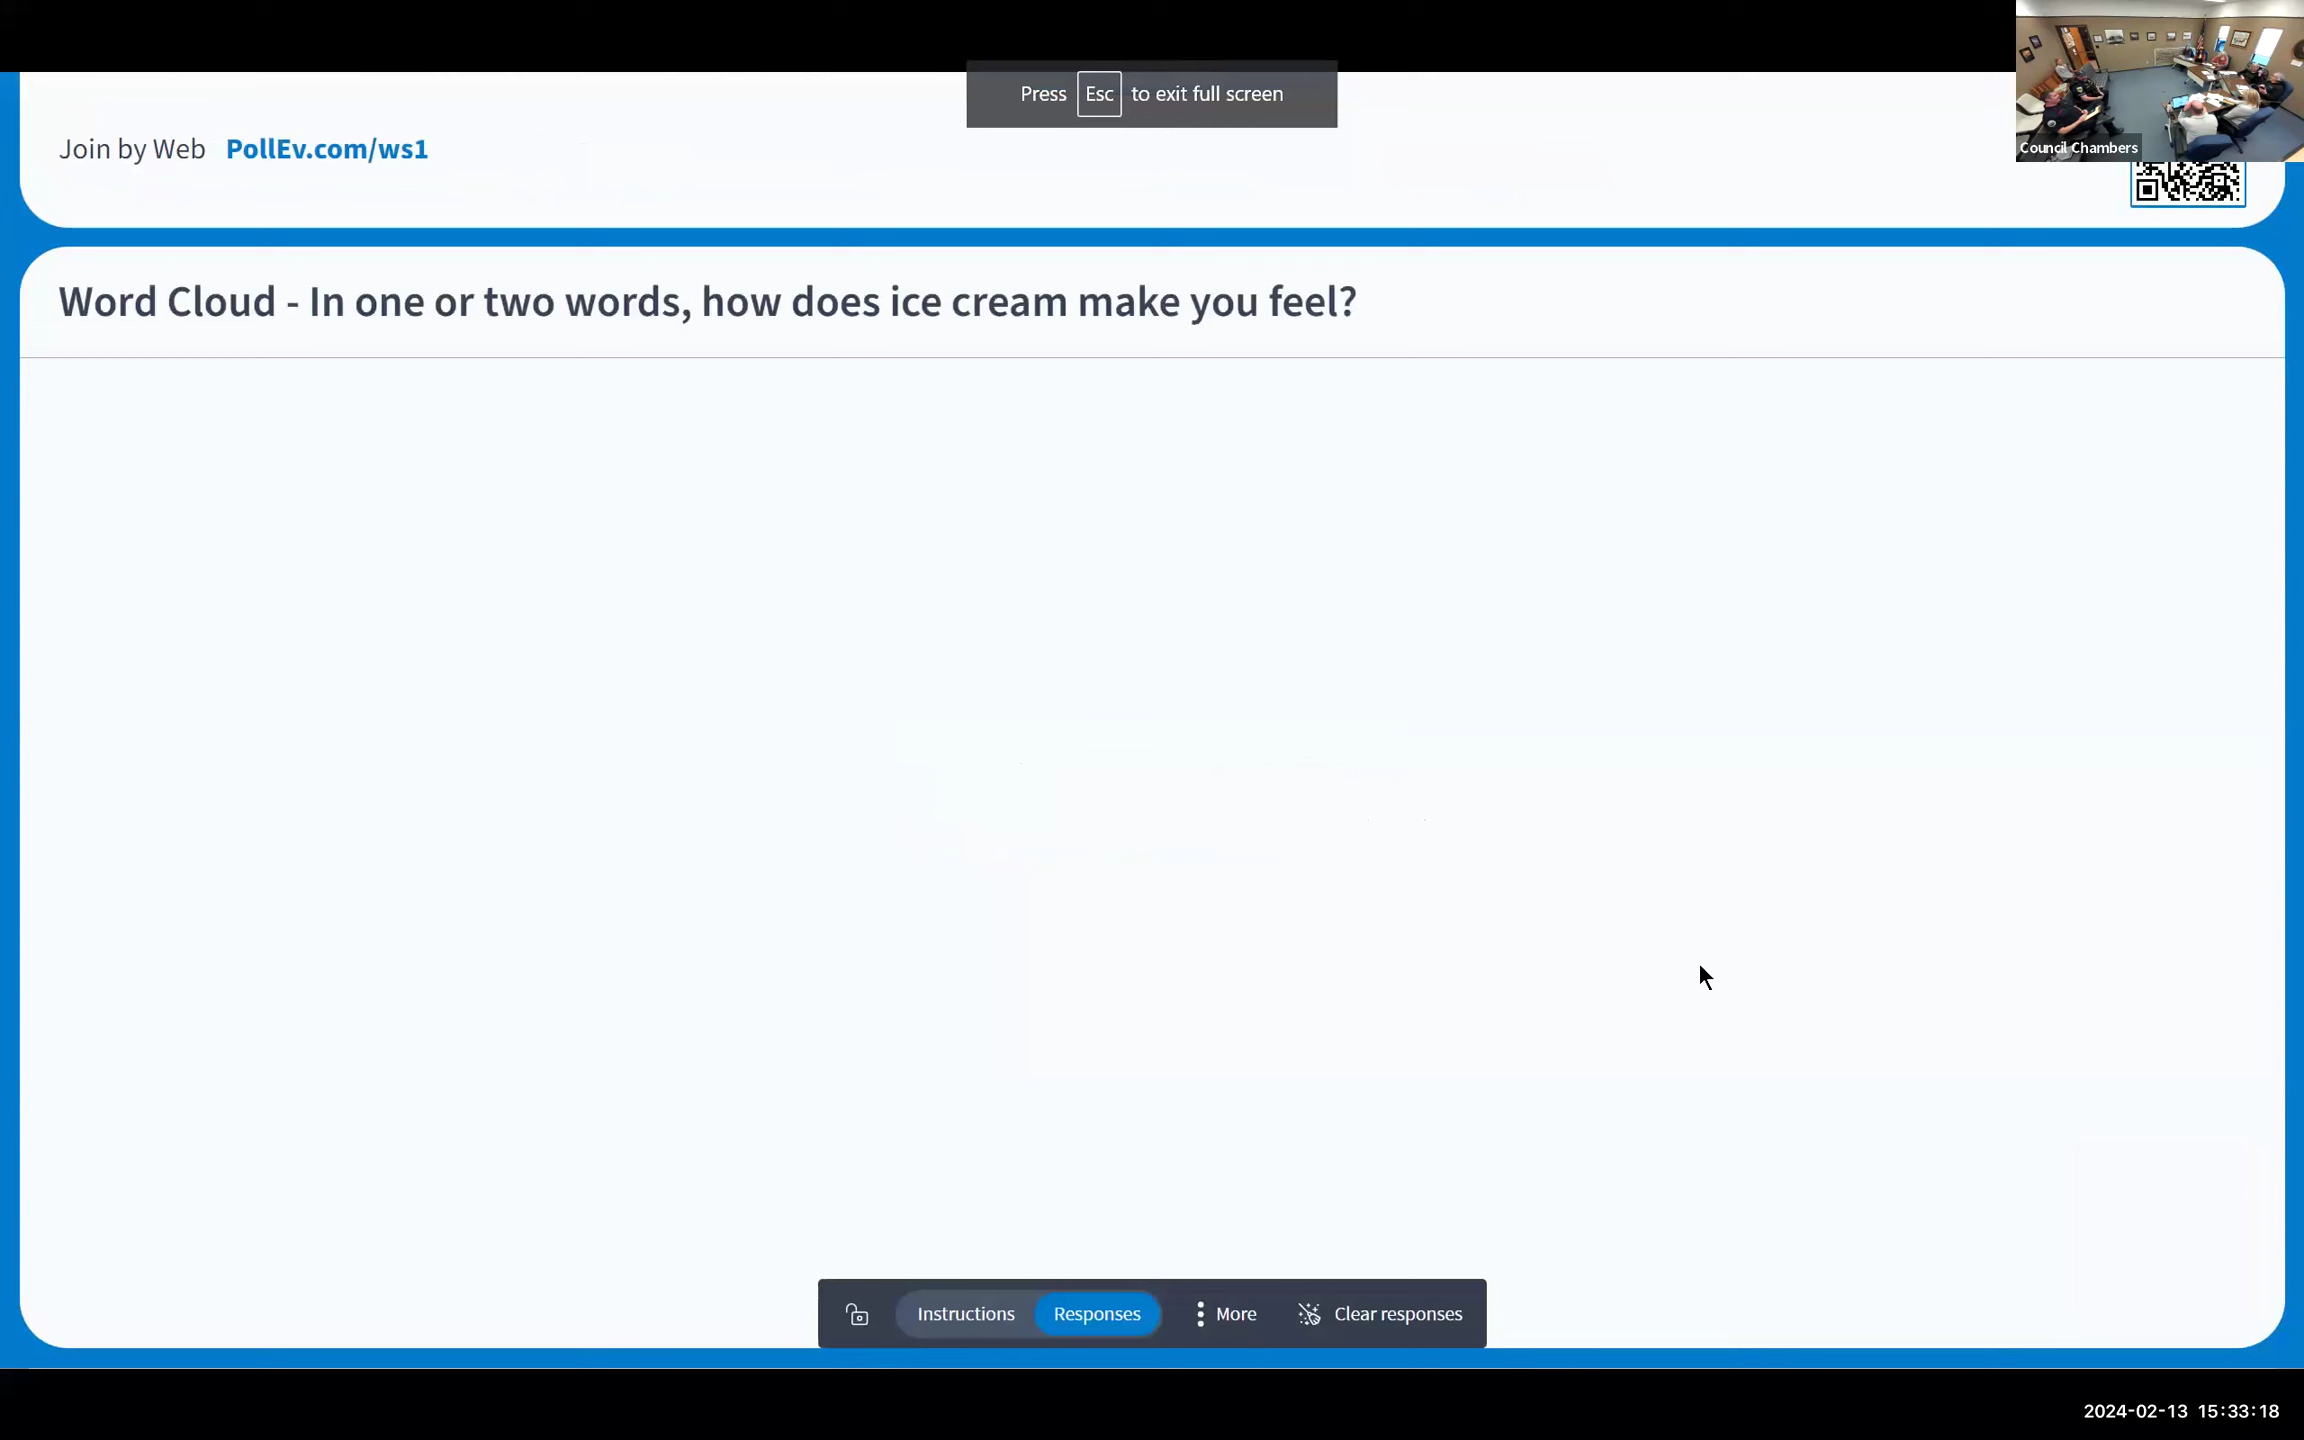 Press Esc to exit full screen
Join by Web PollEv.com/ws1
Council Chambers
Word Cloud - In one or two words, how does ice cream make you feel?
Instructions Responses More Clear responses
2024-02-13 15:33:18